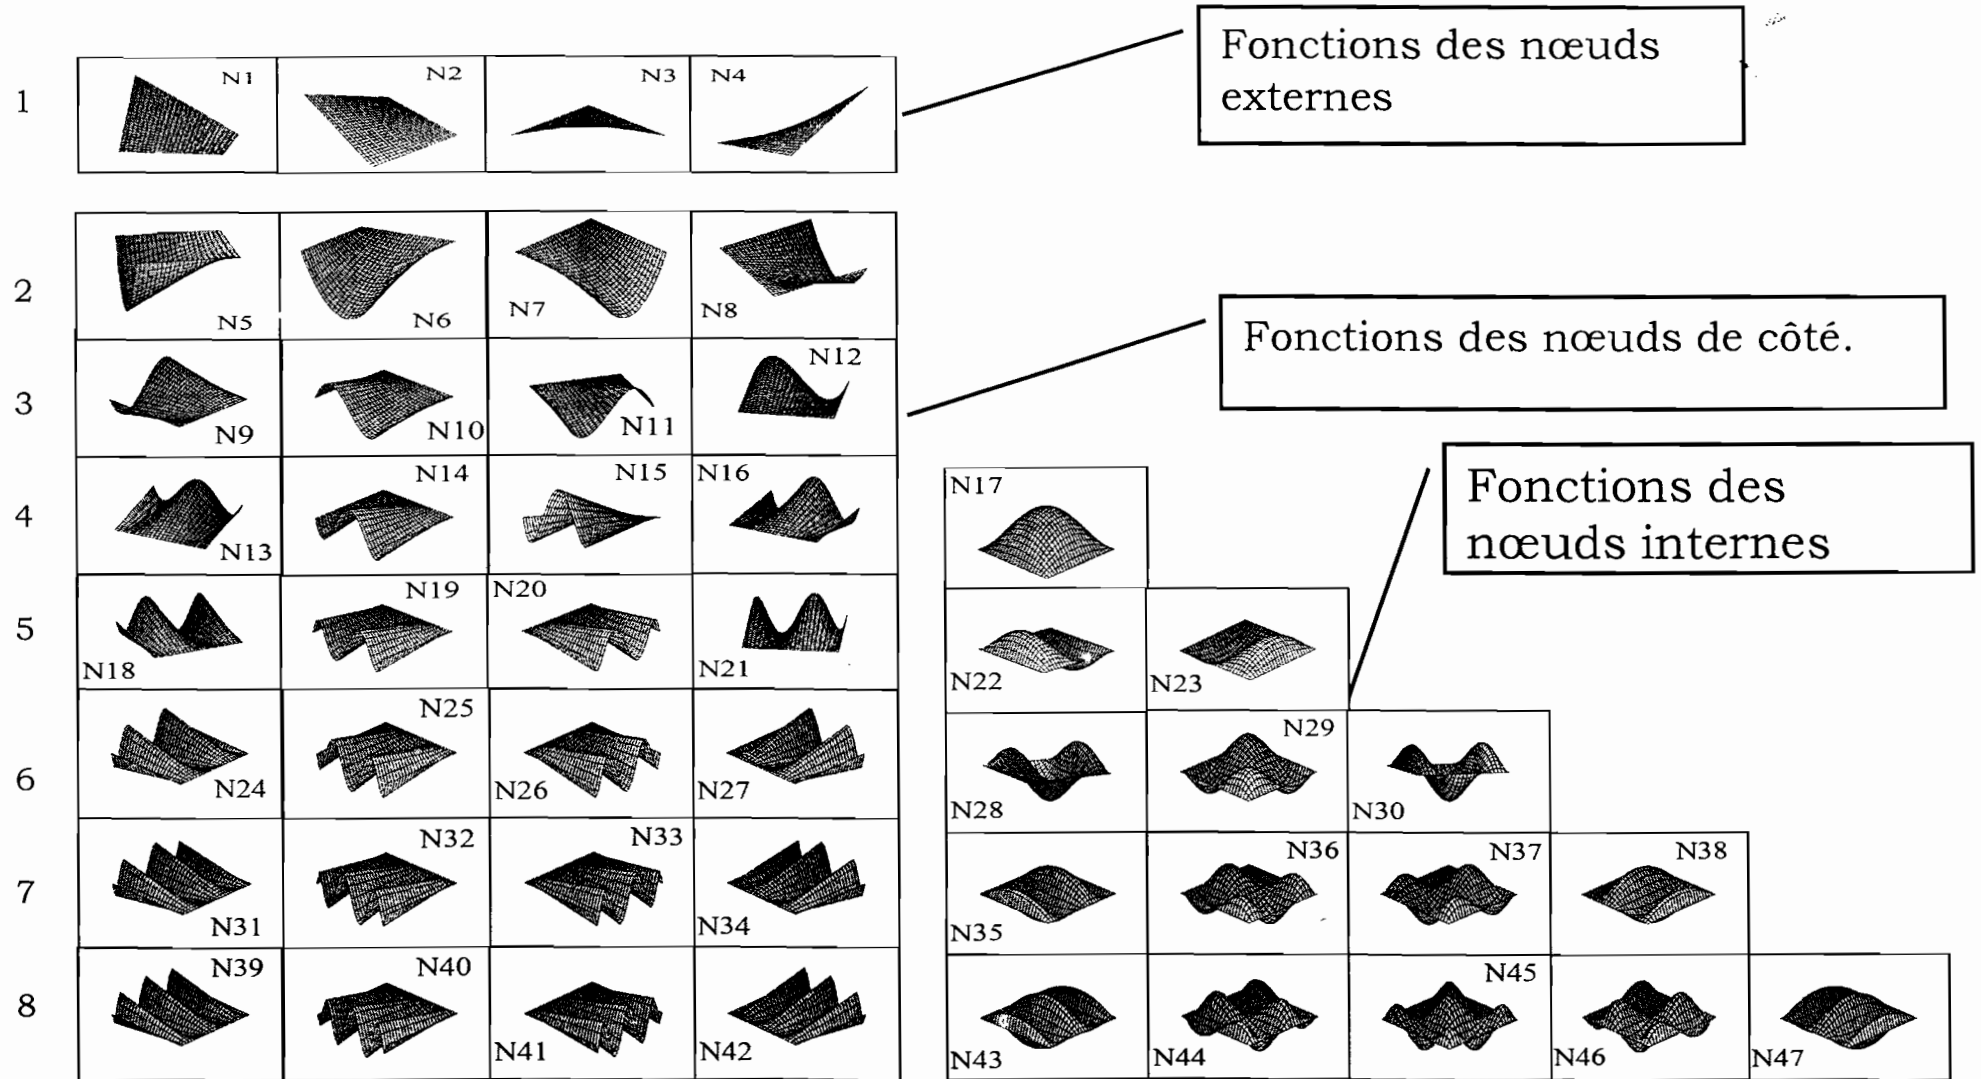 Fonctions des nœuds
externes
1 N1 N2 N3 N4
2 N5 N6 N7 N8
Fonctions des nœuds de côté.
3 N9 N10 N11 N12
Fonctions des
nœuds internes
4 N13 N14 N15 N16 N17
5 N18 N19 N20 N21 N22 N23
6 N24 N25 N26 N27 N28 N29 N30
7 N31 N32 N33 N34 N35 N36 N37 N38
8 N39 N40 N41 N42 N43 N44 N45 N46 N47